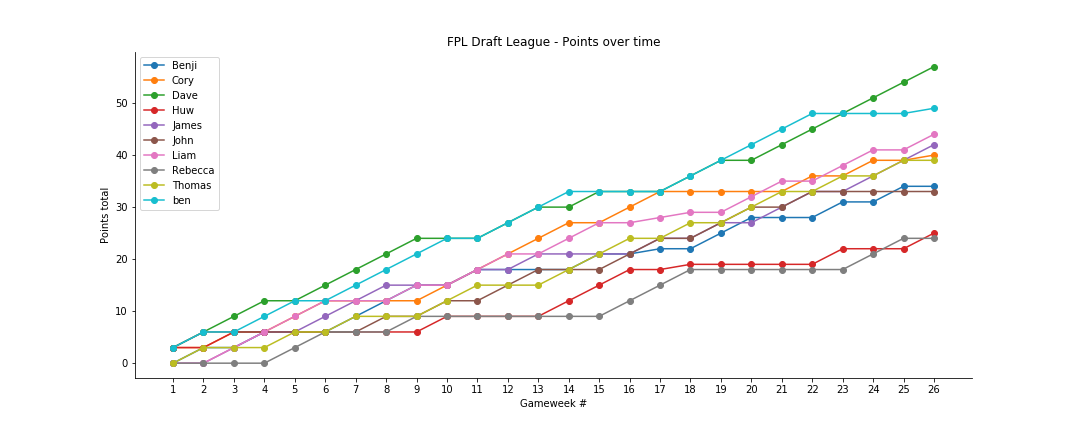 FPL Draft League - Points over time
Benji
Cory
Dave
Huw
James
John
Liam
Rebecca
Thomas
ben
Points total
50
40
30
20
10
0
1 2 3 4 5 6 7 8 9 10 11 12 13 14 15 16 17 18 19 20 21 22 23 24 25 26
Gameweek #